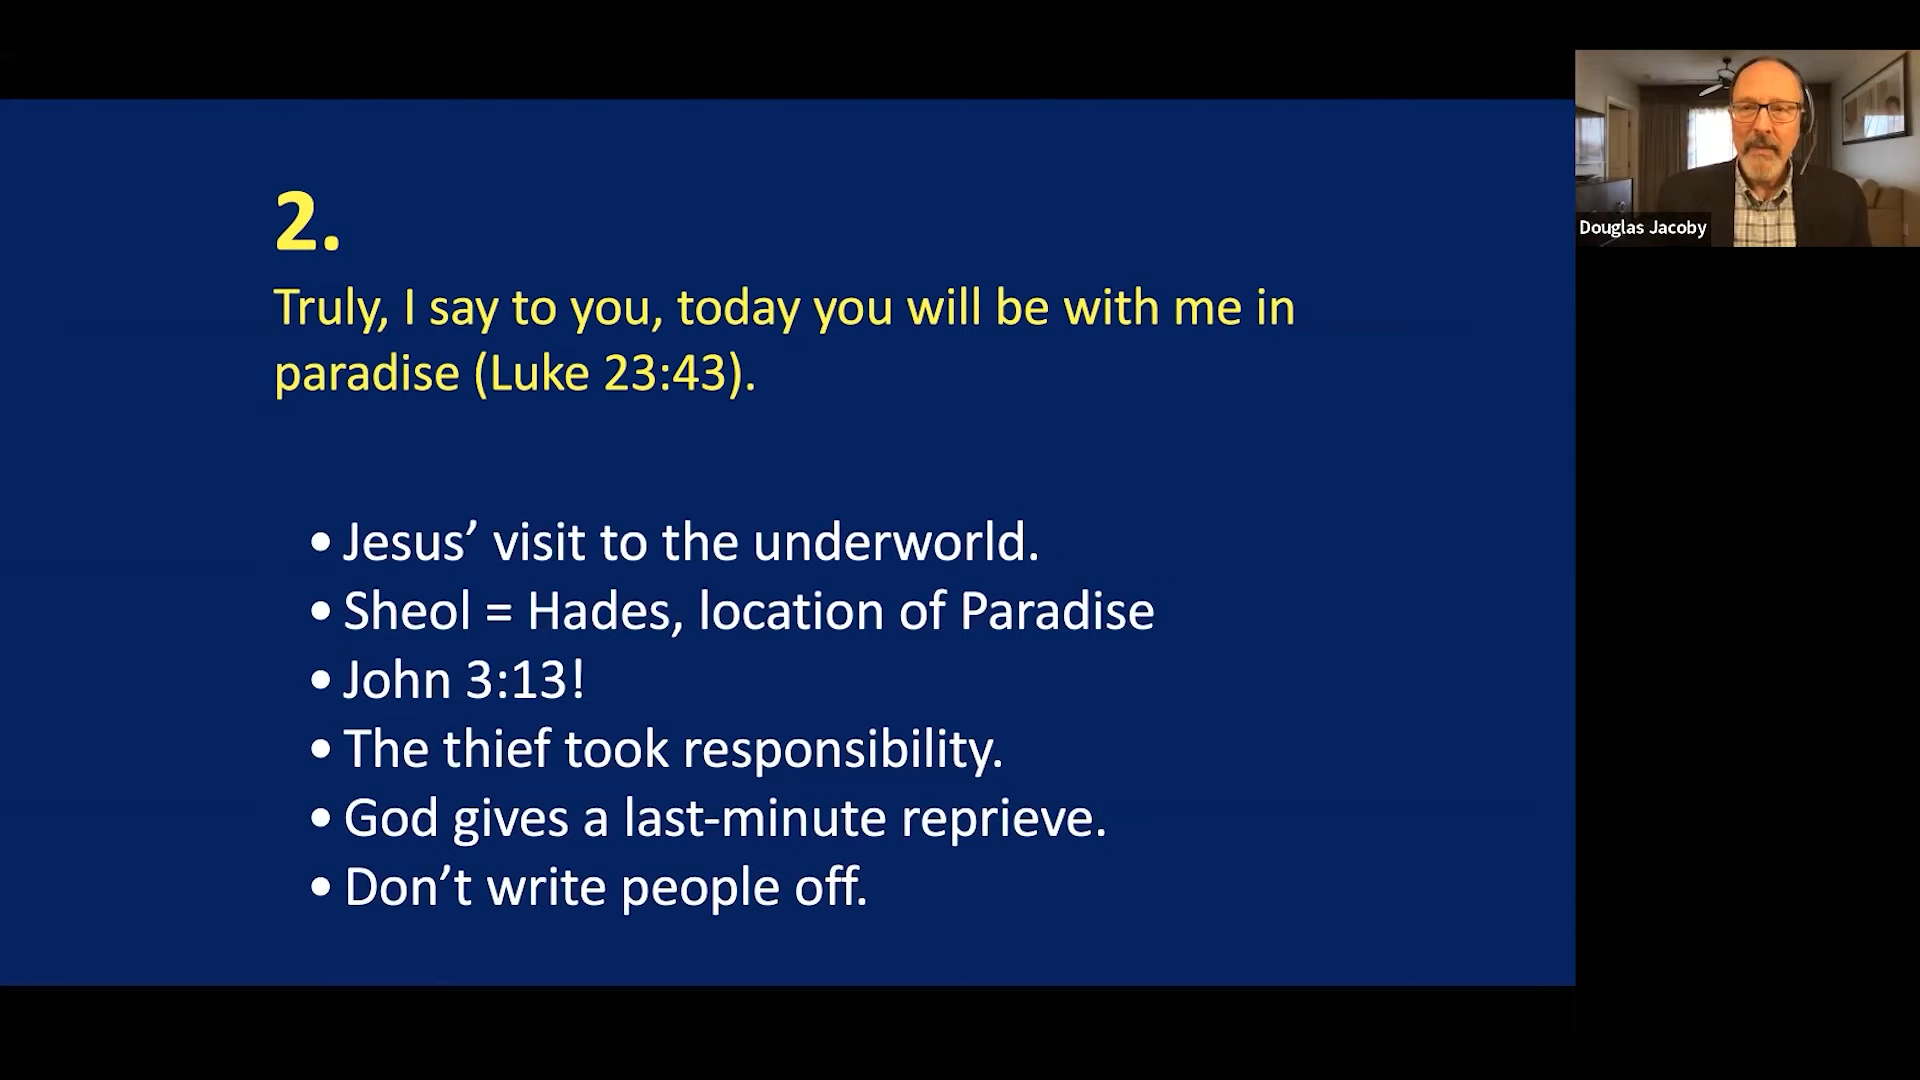 2.
Truly, I say to you, today you will be with me in
paradise (Luke 23:43).
• Jesus’ visit to the underworld.
• Sheol = Hades, location of Paradise
• John 3:13!
• The thief took responsibility.
• God gives a last-minute reprieve.
• Don’t write people off.
Douglas Jacoby